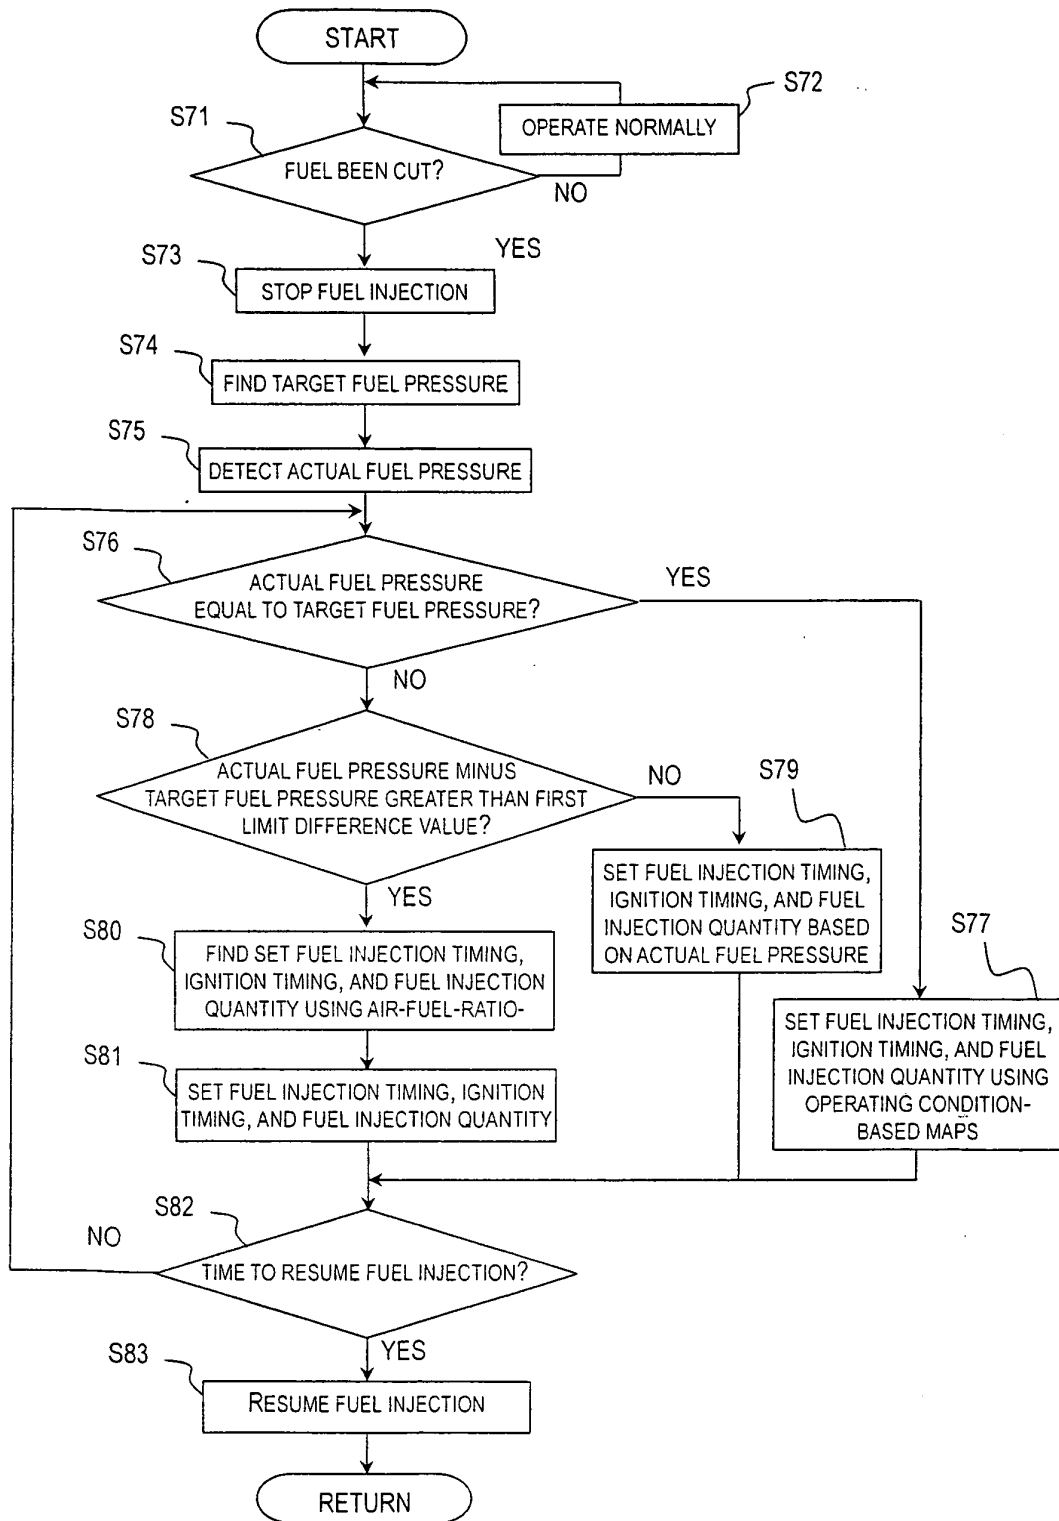 START
S72
OPERATE NORMALLY
S71
FUEL BEEN CUT?
NO
YES
S73
STOP FUEL INJECTION
S74
FIND TARGET FUEL PRESSURE
S75
DETECT ACTUAL FUEL PRESSURE
S76
ACTUAL FUEL PRESSURE
EQUAL TO TARGET FUEL PRESSURE?
YES
NO
S78
ACTUAL FUEL PRESSURE MINUS
TARGET FUEL PRESSURE GREATER THAN FIRST
LIMIT DIFFERENCE VALUE?
NO
S79
SET FUEL INJECTION TIMING,
IGNITION TIMING, AND FUEL
INJECTION QUANTITY BASED
ON ACTUAL FUEL PRESSURE
YES
S80
FIND SET FUEL INJECTION TIMING,
IGNITION TIMING, AND FUEL INJECTION
QUANTITY USING AIR-FUEL-RATIO-
S77
SET FUEL INJECTION TIMING,
IGNITION TIMING, AND FUEL
INJECTION QUANTITY USING
OPERATING CONDITION-
BASED MAPS
S81
SET FUEL INJECTION TIMING, IGNITION
TIMING, AND FUEL INJECTION QUANTITY
S82
NO
TIME TO RESUME FUEL INJECTION?
YES
S83
RESUME FUEL INJECTION
RETURN